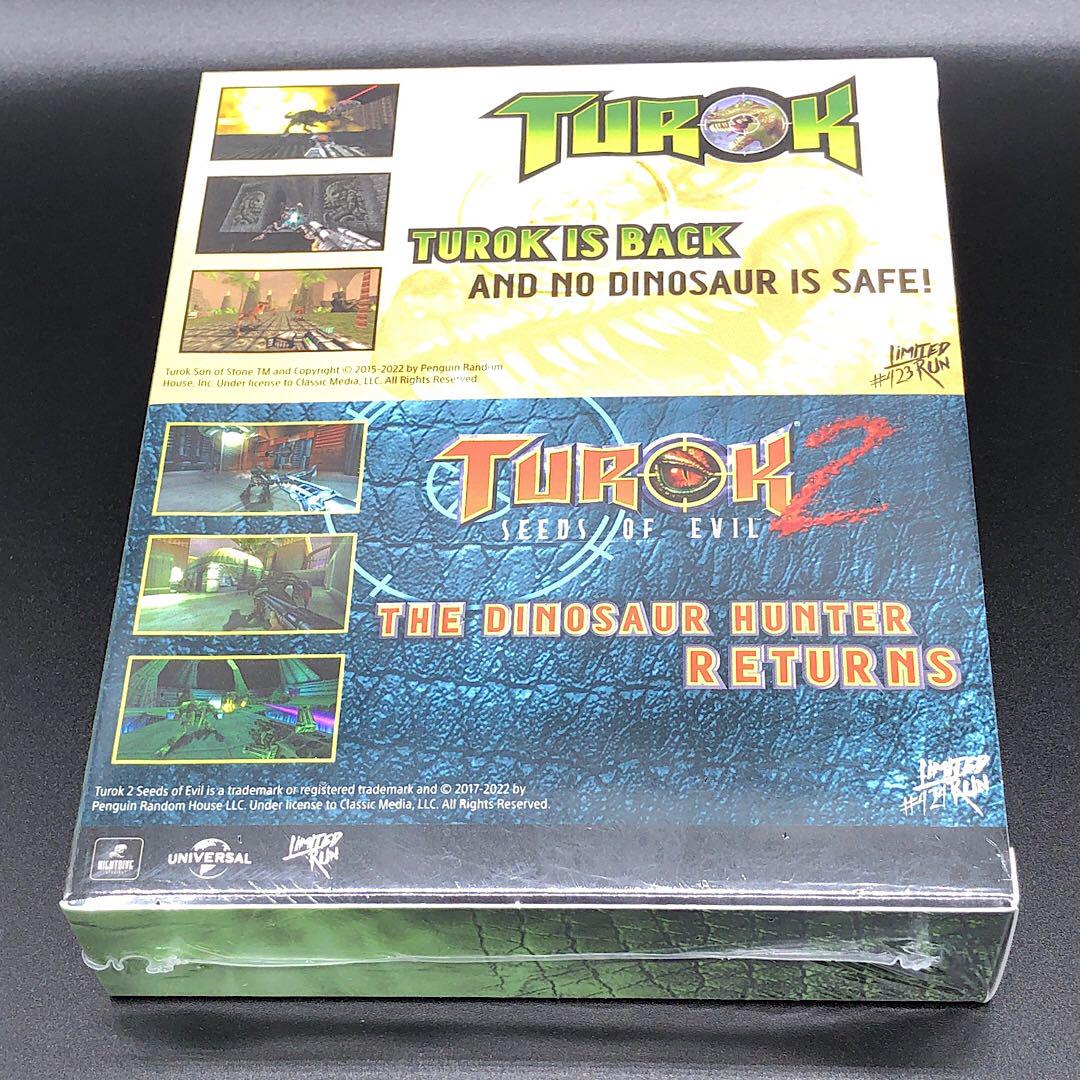 TUROK
TUROK IS BACK
AND NO DINOSAUR IS SAFE!
LIMITED
#423 RUN
Turok Son of Stone TM and Copyright © 2015-2022 by Penguin Random
House, Inc. Under license to Classic Media, LLC. All Rights Reserved.
TUROK 2
SEEDS OF EVIL
THE DINOSAUR HUNTER
RETURNS
LIMITED
#424 RUN
Turok 2 Seeds of Evil is a trademark or registered trademark and © 2017-2022 by
Penguin Random House LLC. Under license to Classic Media, LLC. All Rights Reserved.
NIGHTDIVE
STUDIOS
UNIVERSAL
LIMITED
RUN